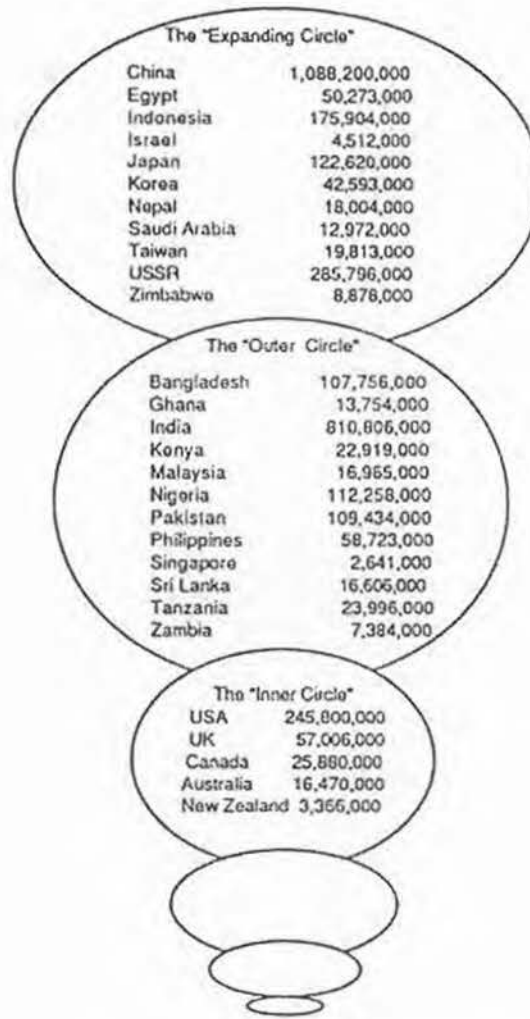 The "Expanding Circle"
China 1,088,200,000
Egypt 50,273,000
Indonesia 175,904,000
Israel 4,512,000
Japan 122,620,000
Korea 42,593,000
Nepal 18,004,000
Saudi Arabia 12,972,000
Taiwan 19,813,000
USSR 285,796,000
Zimbabwe 8,878,000
The "Outer Circle"
Bangladesh 107,756,000
Ghana 13,754,000
India 810,806,000
Kenya 22,919,000
Malaysia 16,965,000
Nigeria 112,258,000
Pakistan 109,434,000
Philippines 58,723,000
Singapore 2,641,000
Sri Lanka 16,606,000
Tanzania 23,996,000
Zambia 7,384,000
The "Inner Circle"
USA 245,800,000
UK 57,006,000
Canada 25,880,000
Australia 16,470,000
New Zealand 3,366,000